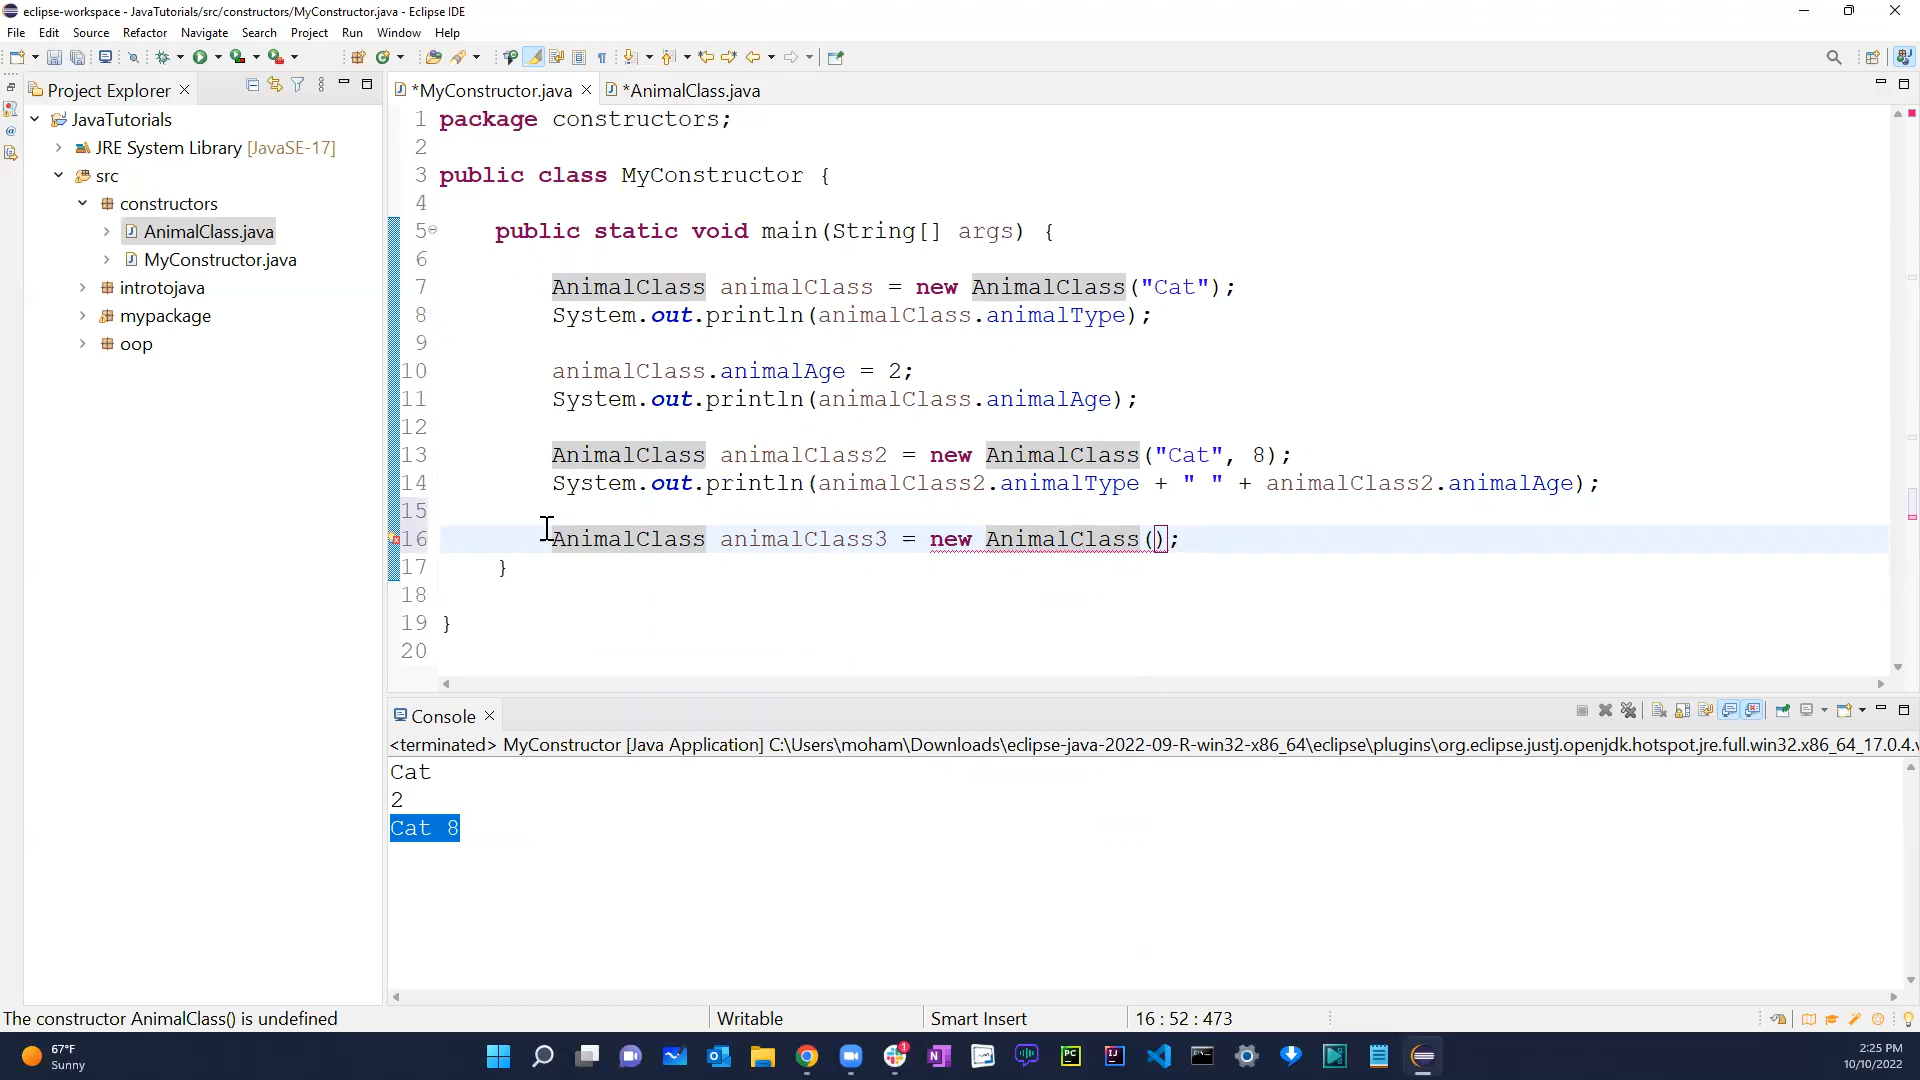 eclipse-workspace - JavaTutorials/src/constructors/MyConstructor.java - Eclipse IDE
File Edit Source Refactor Navigate Search Project Run Window Help
Project Explorer
*MyConstructor.java *AnimalClass.java
JavaTutorials
JRE System Library [JavaSE-17]
src
constructors
AnimalClass.java
MyConstructor.java
introtojava
mypackage
oop
1 package constructors;
2
3 public class MyConstructor {
4
5 public static void main(String[] args) {
6
7 AnimalClass animalClass = new AnimalClass("Cat");
8 System.out.println(animalClass.animalType);
9
10 animalClass.animalAge = 2;
11 System.out.println(animalClass.animalAge);
12
13 AnimalClass animalClass2 = new AnimalClass("Cat", 8);
14 System.out.println(animalClass2.animalType + " " + animalClass2.animalAge);
15
16 AnimalClass animalClass3 = new AnimalClass();
17 }
18
19 }
20
Console
<terminated> MyConstructor [Java Application] C:\Users\moham\Downloads\eclipse-java-2022-09-R-win32-x86_64\eclipse\plugins\org.eclipse.justj.openjdk.hotspot.jre.full.win32.x86_64_17.0.4.v
Cat
2
Cat 8
The constructor AnimalClass() is undefined Writable Smart Insert 16 : 52 : 473
67°F
Sunny
2:25 PM
10/10/2022